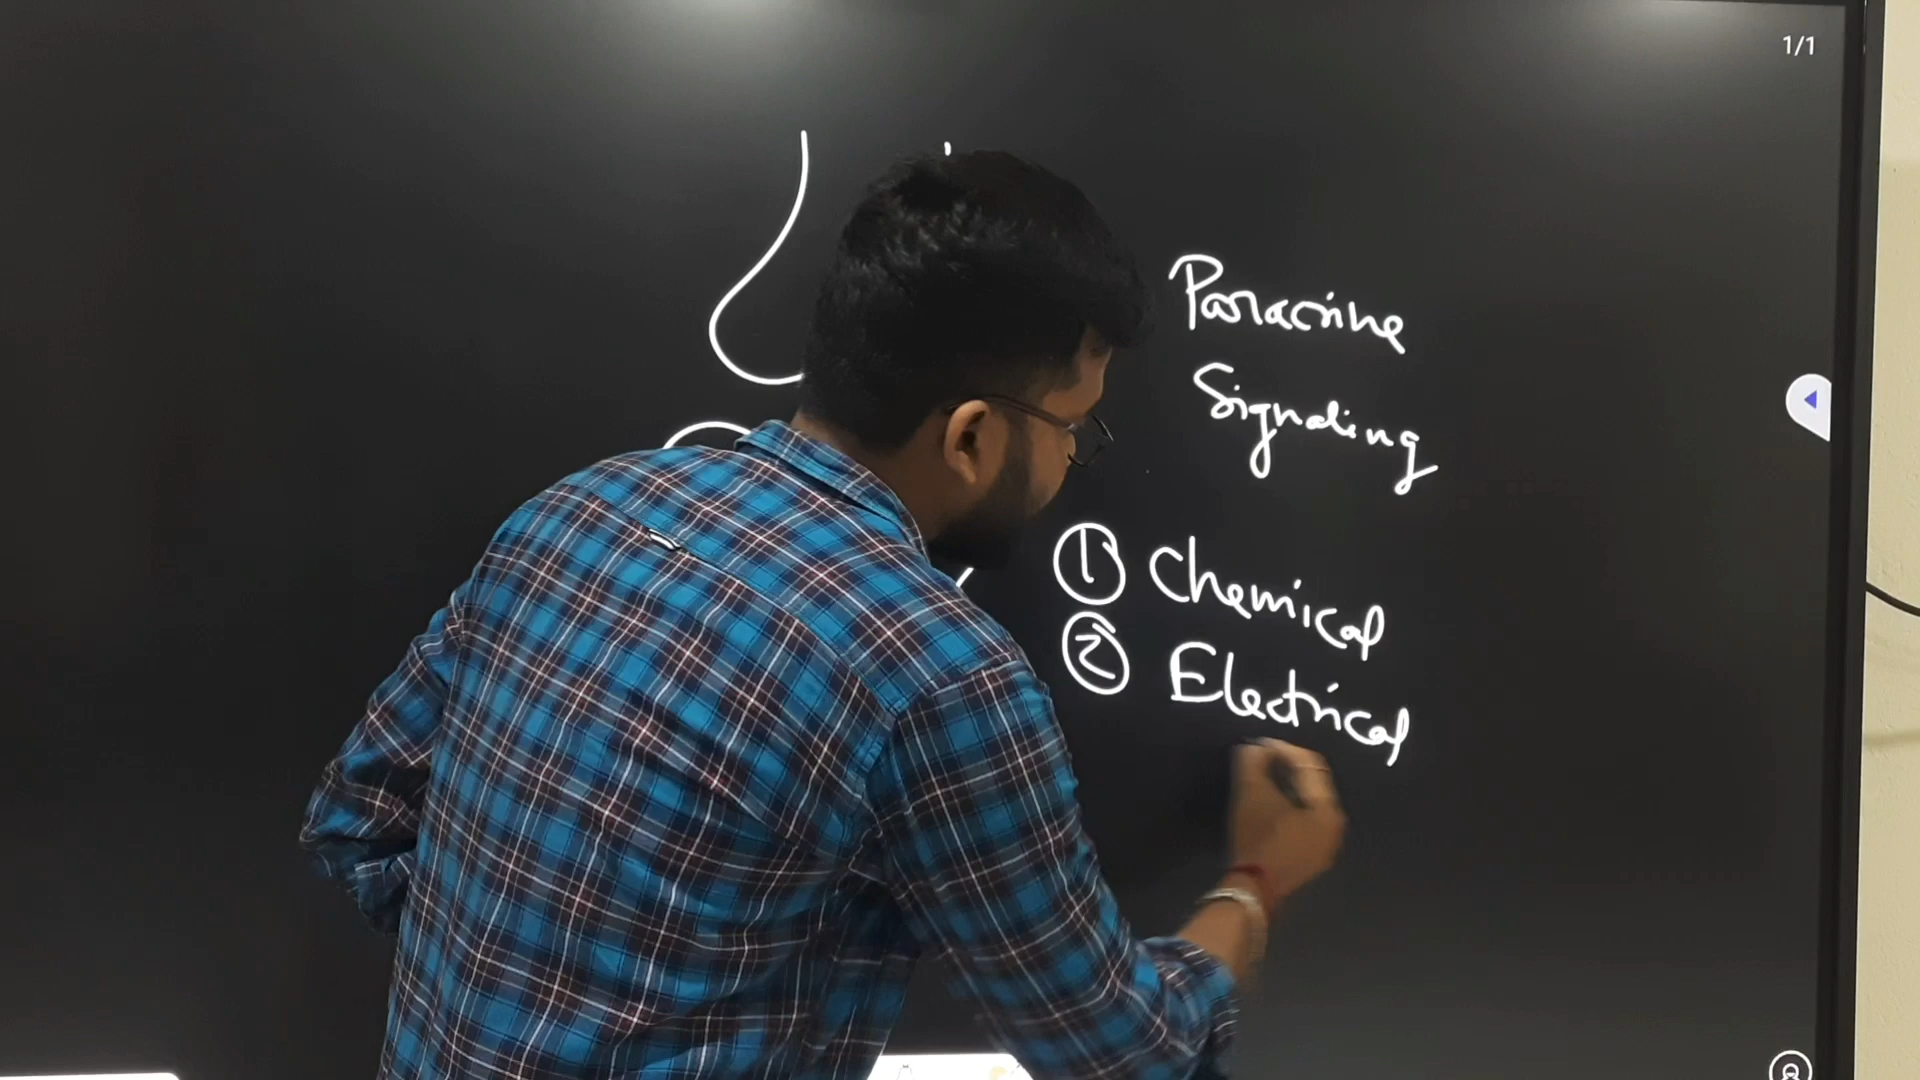 1/1
Paracrine
Signaling
① Chemical
② Electrical